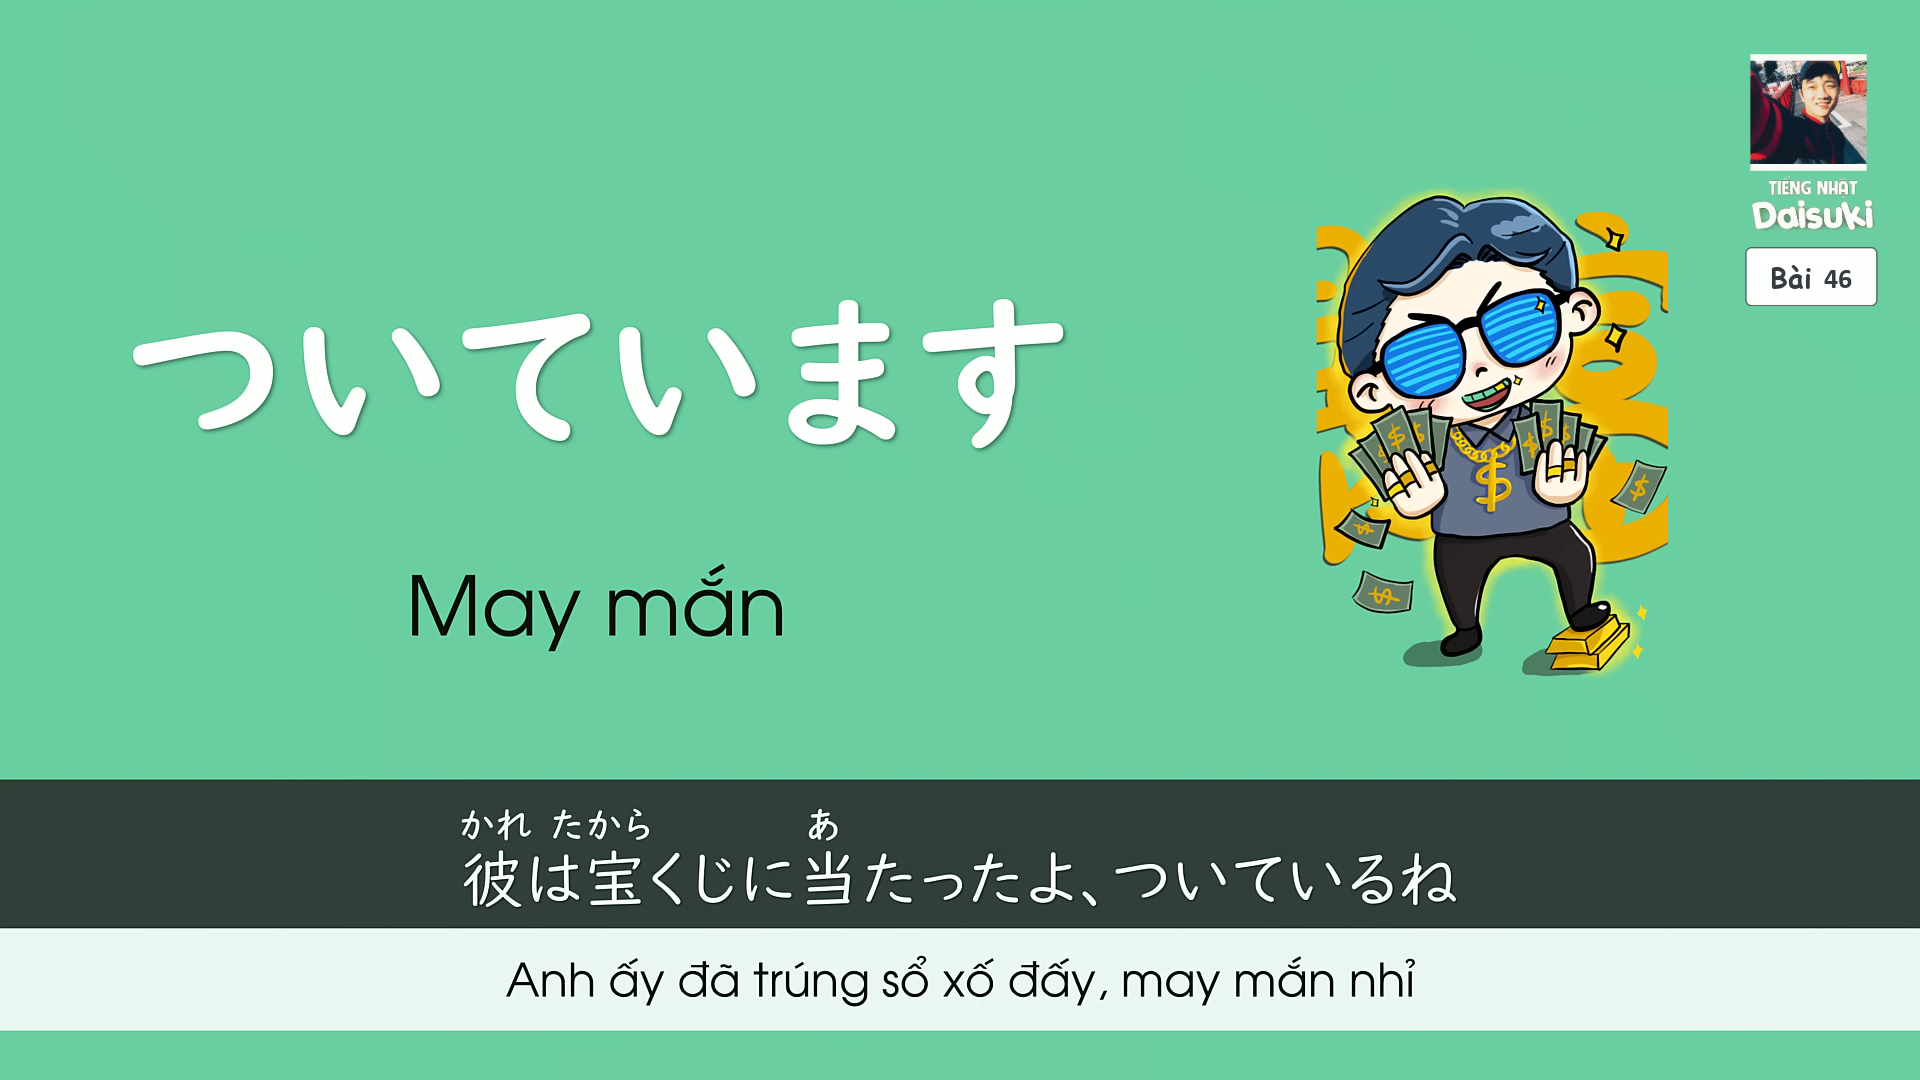 TIẾNG NHẬT
Daisuki
Bài 46
ついています
May mắn
かれ たから あ
彼は宝くじに当たったよ、ついているね
Anh ấy đã trúng sổ xố đấy, may mắn nhỉ